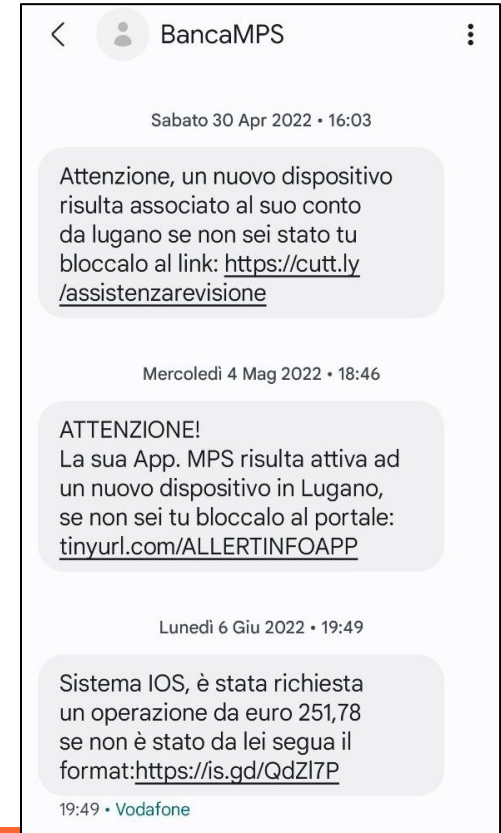 BancaMPS
Sabato 30 Apr 2022 • 16:03
Attenzione, un nuovo dispositivo
risulta associato al suo conto
da lugano se non sei stato tu
bloccalo al link: https://cutt.ly
/assistenzarevisione
Mercoledì 4 Mag 2022 • 18:46
ATTENZIONE!
La sua App. MPS risulta attiva ad
un nuovo dispositivo in Lugano,
se non sei tu bloccalo al portale:
tinyurl.com/ALLERTINFOAPP
Lunedì 6 Giu 2022 • 19:49
Sistema IOS, è stata richiesta
un operazione da euro 251,78
se non è stato da lei segua il
format:https://is.gd/QdZl7P
19:49 • Vodafone